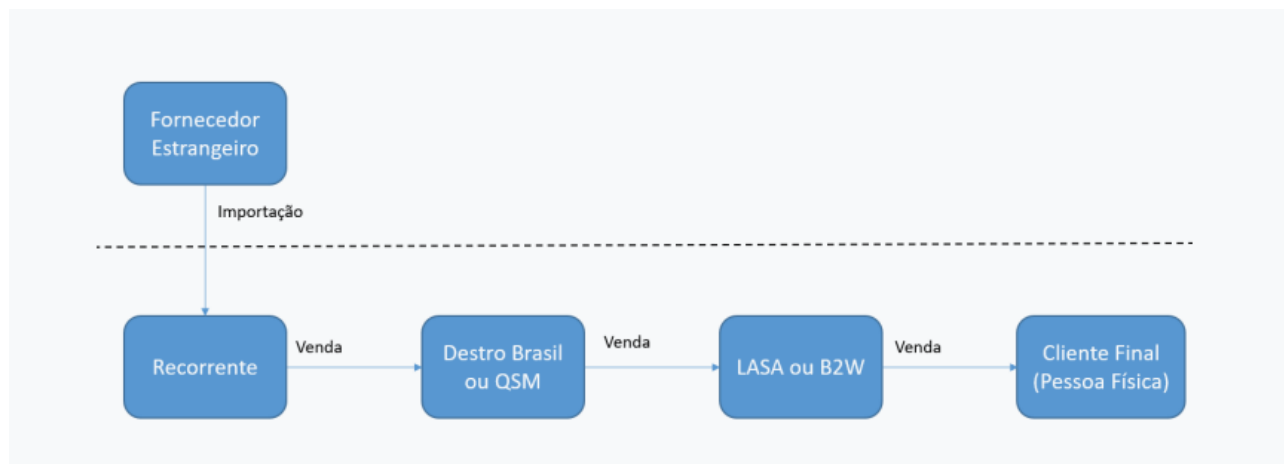 Fornecedor
Estrangeiro
Importação
Recorrente
Venda
Destro Brasil
ou QSM
Venda
LASA ou B2W
Venda
Cliente Final
(Pessoa Física)